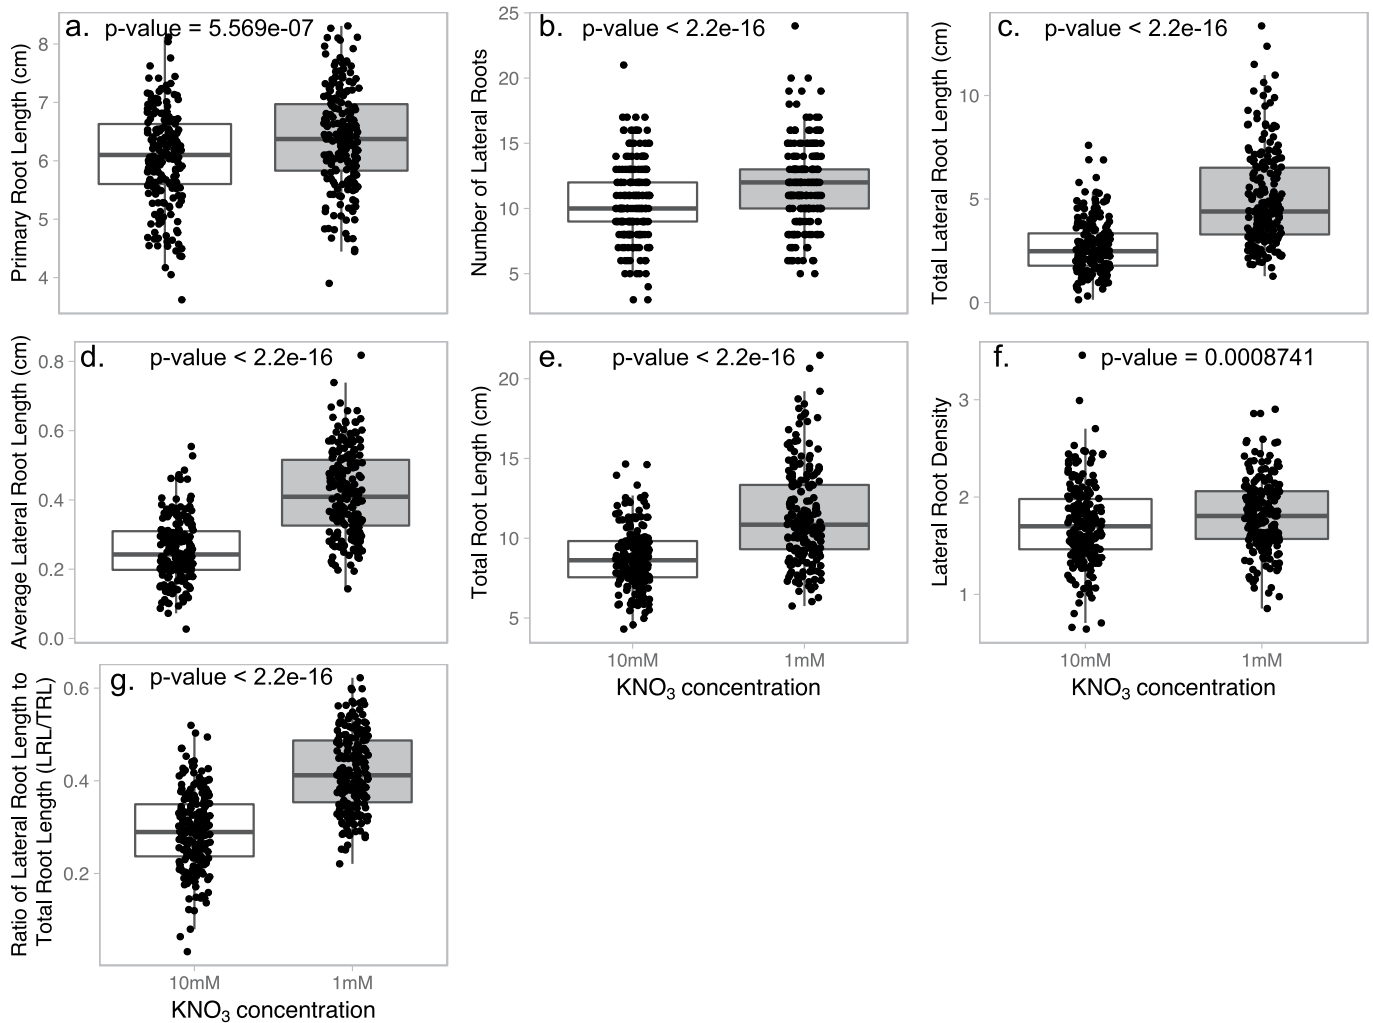 a. p-value = 5.569e-07
Primary Root Length (cm)
8
7
6
5
4
b. p-value < 2.2e-16
Number of Lateral Roots
25
20
15
10
5
c. p-value < 2.2e-16
Total Lateral Root Length (cm)
10
5
0
d. p-value < 2.2e-16
Average Lateral Root Length (cm)
0.8
0.6
0.4
0.2
0.0
e. p-value < 2.2e-16
Total Root Length (cm)
20
15
10
5
10mM 1mM
KNO₃ concentration
f. p-value = 0.0008741
Lateral Root Density
3
2
1
10mM 1mM
KNO₃ concentration
g. p-value < 2.2e-16
Ratio of Lateral Root Length to
Total Root Length (LRL/TRL)
0.6
0.4
0.2
10mM 1mM
KNO₃ concentration